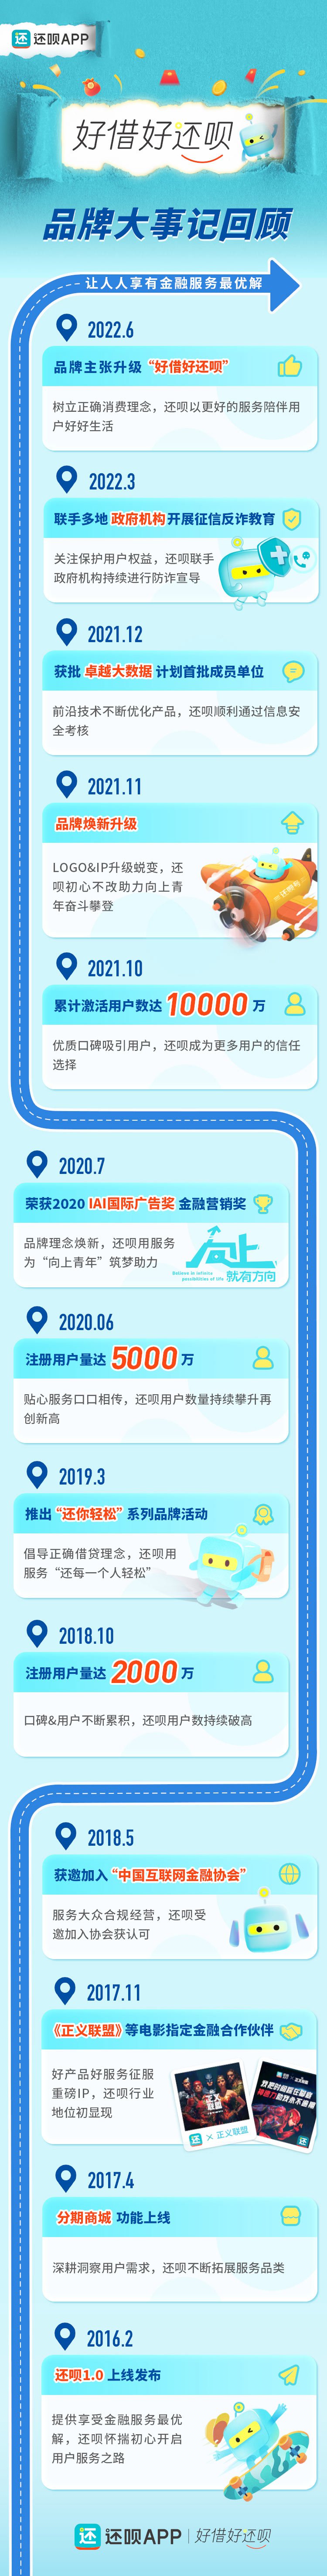 还 还呗APP
好借好还呗
品牌大事记回顾
让人人享有金融服务最优解
2022.6
品牌主张升级“好借好还呗”
树立正确消费理念，还呗以更好的服务陪伴用
户好好生活
2022.3
联手多地 政府机构 开展征信反诈教育
关注保护用户权益，还呗联手
政府机构持续进行防诈宣导
2021.12
获批 卓越大数据 计划首批成员单位
前沿技术不断优化产品，还呗顺利通过信息安
全考核
2021.11
品牌焕新升级
LOGO&IP升级蜕变，还
呗初心不改助力向上青
年奋斗攀登
2021.10
累计激活用户数达 10000 万
优质口碑吸引用户，还呗成为更多用户的信任
选择
2020.7
荣获2020 IAI国际广告奖 金融营销奖
品牌理念焕新，还呗用服务
为“向上青年”筑梦助力
向上
Believe in infinite
possibilities of life
就有方向
2020.06
注册用户量达 5000 万
贴心服务口口相传，还呗用户数量持续攀升再
创新高
2019.3
推出“还你轻松”系列品牌活动
倡导正确借贷理念，还呗用
服务“还每一个人轻松”
2018.10
注册用户量达 2000 万
口碑&用户不断累积，还呗用户数持续破高
2018.5
获邀加入“中国互联网金融协会”
服务大众合规经营，还呗受
邀加入协会获认可
2017.11
《正义联盟》等电影指定金融合作伙伴
好产品好服务征服
重磅IP，还呗行业
地位初显现
还 × 正义联盟
还
2017.4
分期商城 功能上线
深耕洞察用户需求，还呗不断拓展服务品类
2016.2
还呗1.0 上线发布
提供享受金融服务最优
解，还呗怀揣初心开启
用户服务之路
还 还呗APP | 好借好还呗